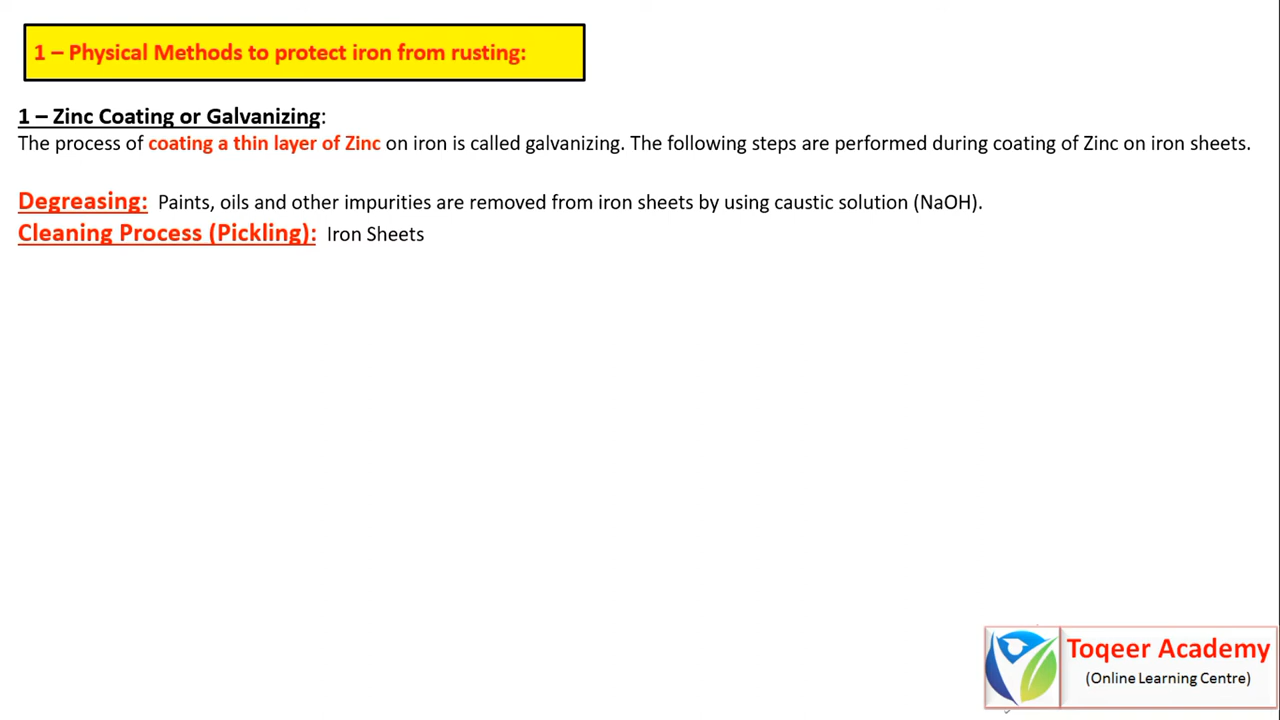 1 – Physical Methods to protect iron from rusting:
1 – Zinc Coating or Galvanizing:
The process of coating a thin layer of Zinc on iron is called galvanizing. The following steps are performed during coating of Zinc on iron sheets.
Degreasing: Paints, oils and other impurities are removed from iron sheets by using caustic solution (NaOH).
Cleaning Process (Pickling): Iron Sheets
Toqeer Academy
(Online Learning Centre)